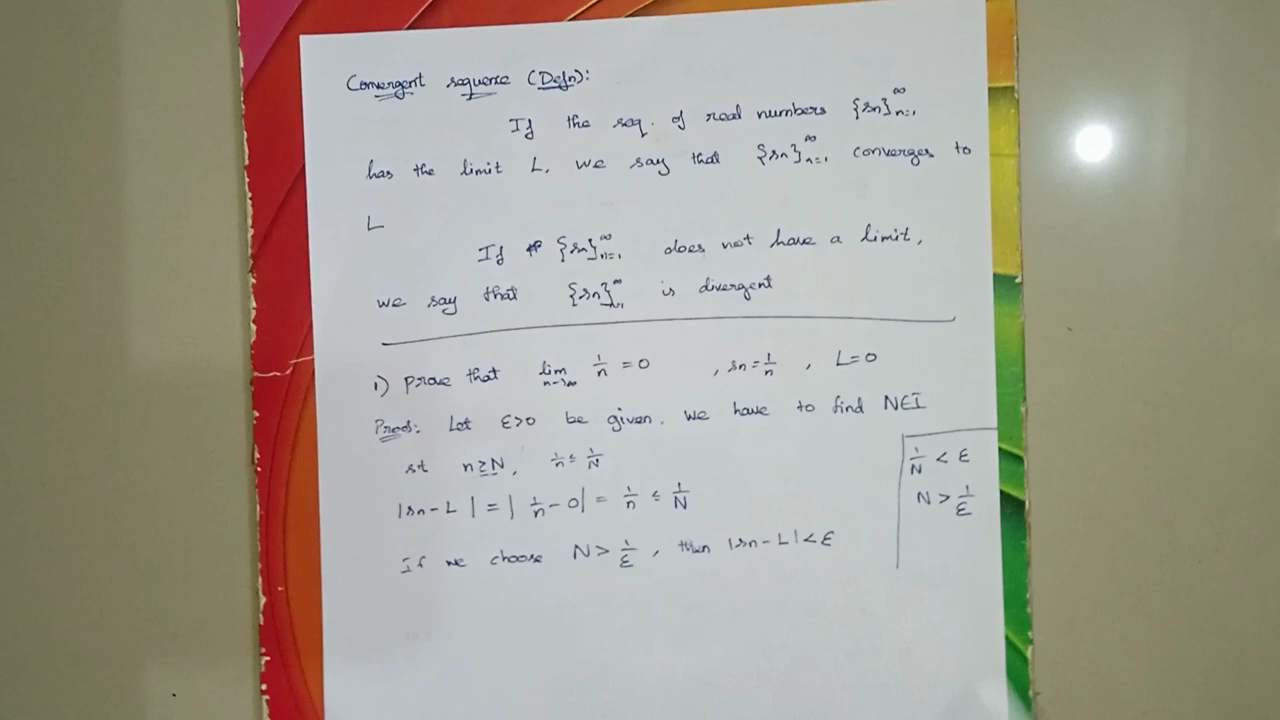 Convergent sequence (Defn):
If the seq. of real numbers {sn}∞n=1
has the limit L, we say that {sn}∞n=1 converges to
L
If {sn}∞n=1 does not have a limit,
we say that {sn}∞n=1 is divergent
1) prove that lim n→∞ 1/n = 0 , sn = 1/n , L=0
Proof: Let ε>0 be given. we have to find N∈I
st n≥N, 1/n ≤ 1/N
1/N < ε
N > 1/ε
|sn-L| = |1/n - 0| = 1/n ≤ 1/N
If we choose N > 1/ε, then |sn-L|<ε